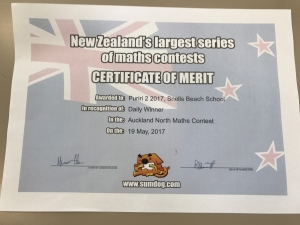 New Zealand's largest series
of maths contests
CERTIFICATE OF MERIT
Awarded to: Puriri 2 2017, Snells Beach School
In recognition of: Daily Winner
In the: Auckland North Maths Contest
On the: 19 May, 2017
www.sumdog.com